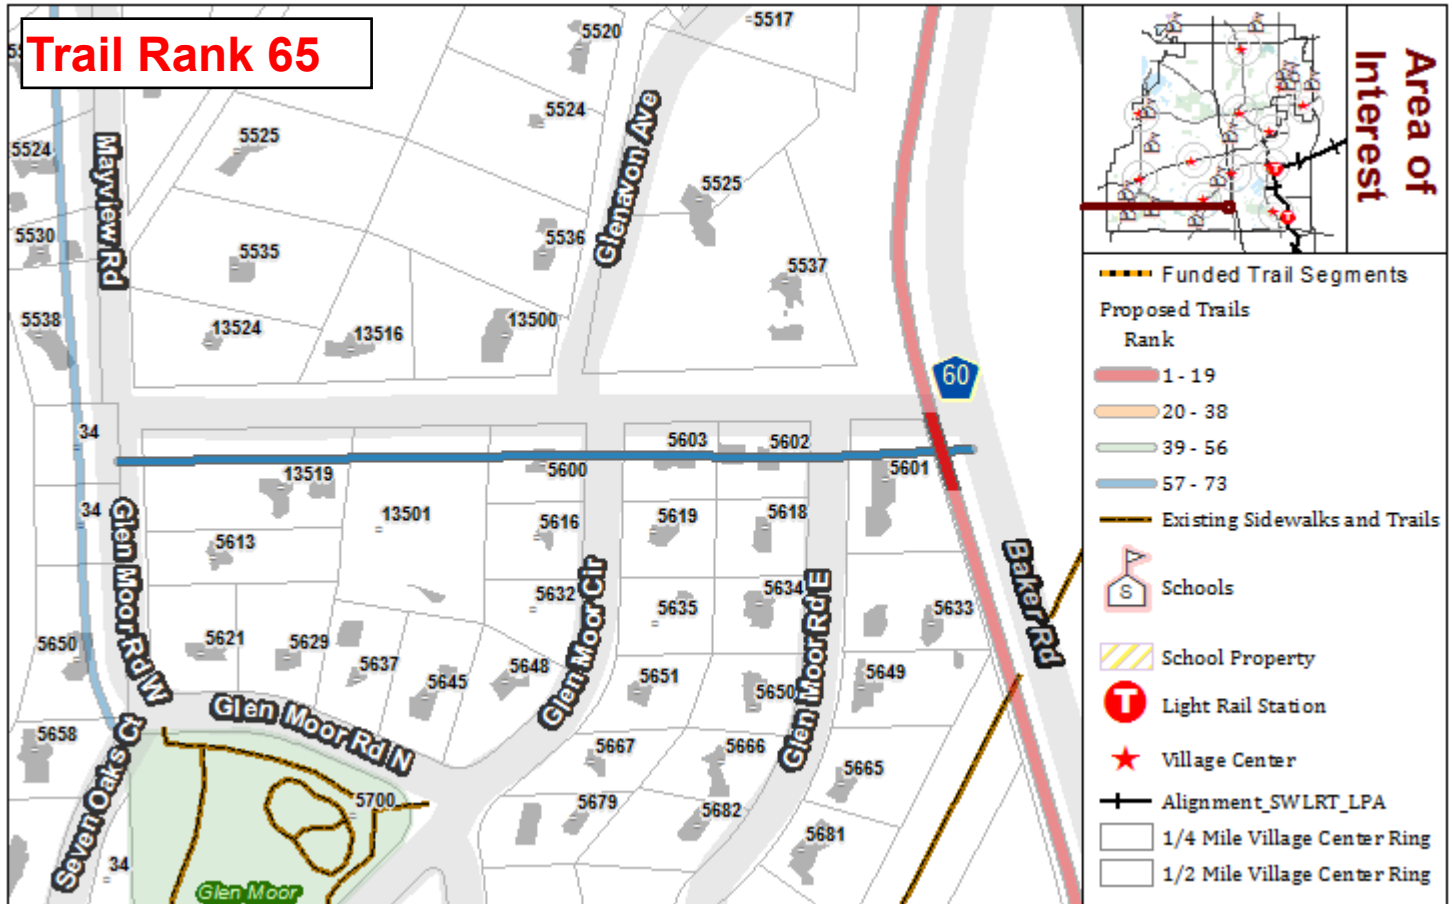 Trail Rank 65
5520
5517
5524
5525
5524
Mayview Rd
Glenavon Ave
5525
5530
5535
5536
5537
5538
13524
13516
13500
60
34
5603
5602
13519
5600
5601
34
13501
5616
5619
5618
Glen Moor Rd W
5613
5632
5634
Glen Moor Cir
5635
5633
Baker Rd
5650
5621
5629
5637
5648
5645
5651
5650
Glen Moor Rd E
5649
Glen Moor Rd N
Seven Oaks Ct
5658
5667
5666
5665
5700
5679
5682
5681
34
Glen Moor
Area of
Interest
T
T
Funded Trail Segments
Proposed Trails
Rank
1 - 19
20 - 38
39 - 56
57 - 73
Existing Sidewalks and Trails
S
Schools
School Property
T
Light Rail Station
Village Center
Alignment_SWLRT_LPA
1/4 Mile Village Center Ring
1/2 Mile Village Center Ring